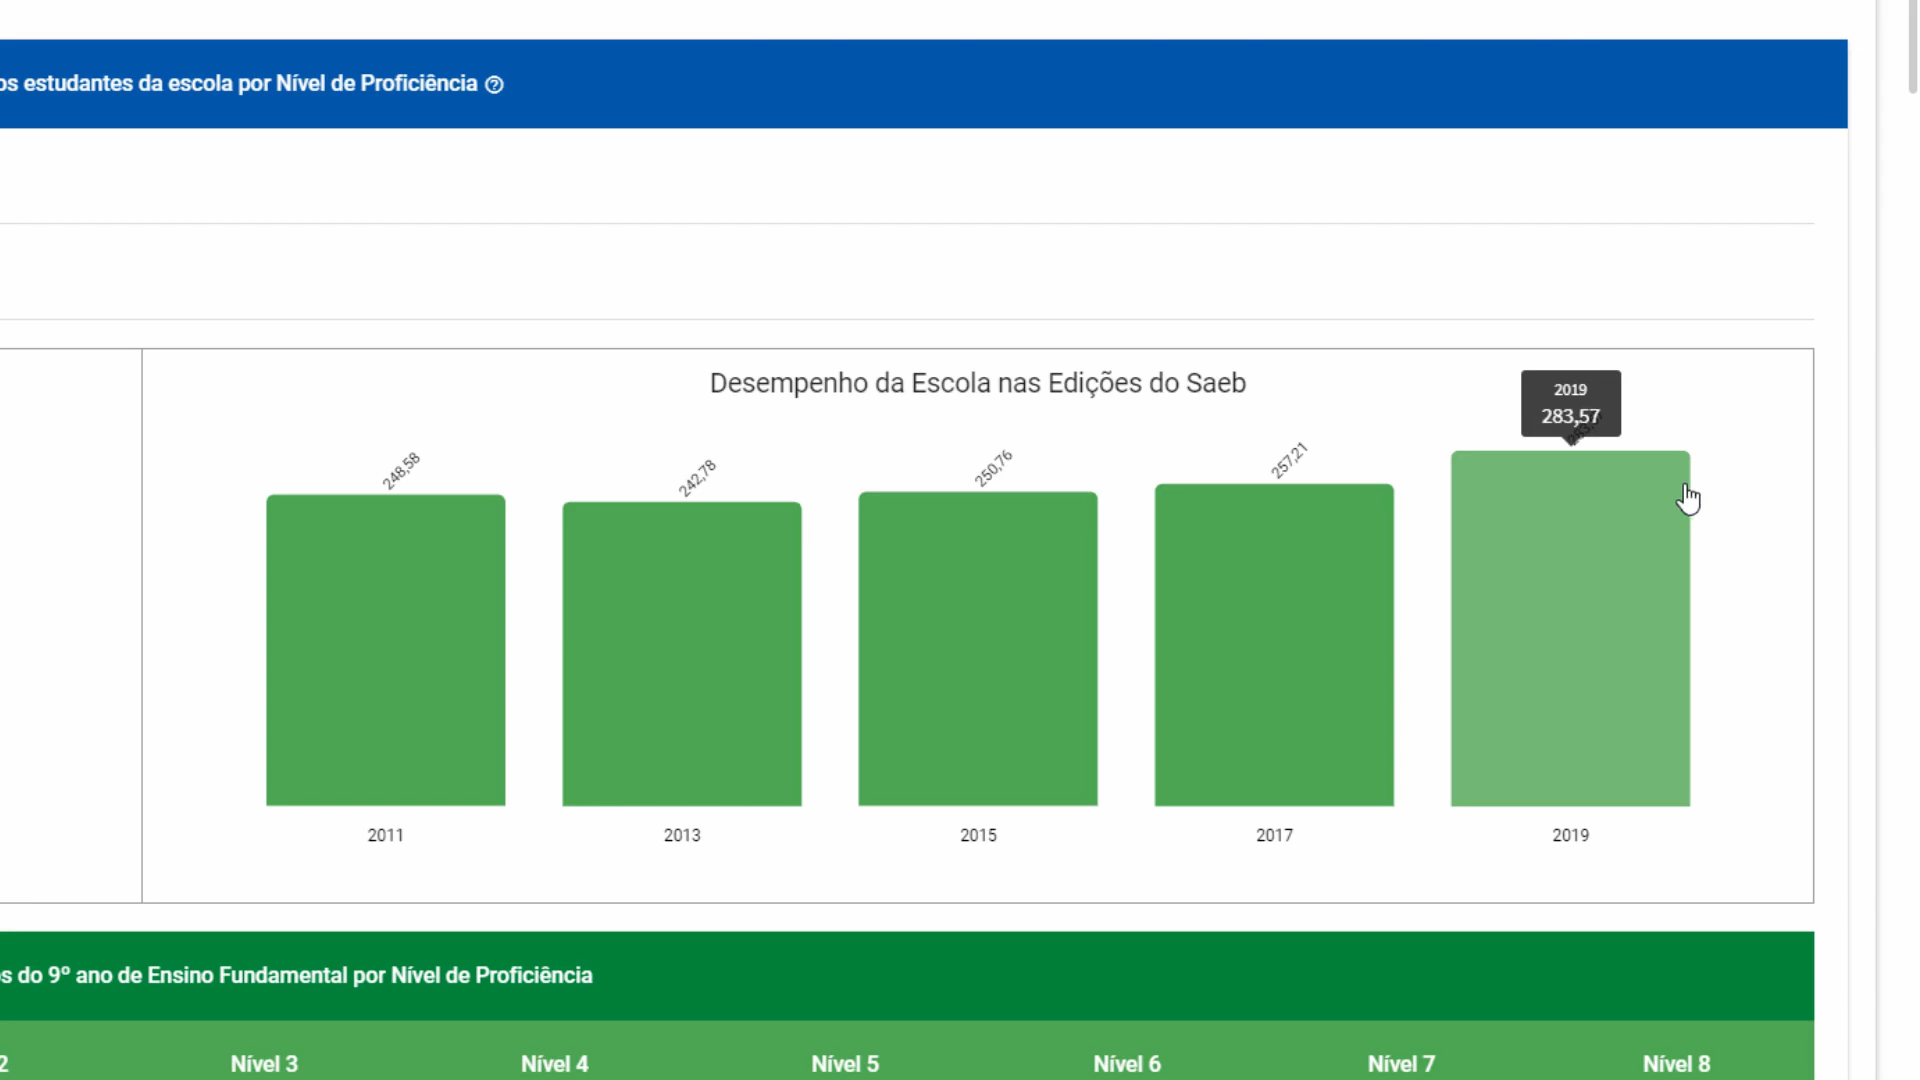 os estudantes da escola por Nível de Proficiência ?
Desempenho da Escola nas Edições do Saeb
2019
283,57
248,58
242,78
250,76
257,21
2011
2013
2015
2017
2019
s do 9º ano de Ensino Fundamental por Nível de Proficiência
2
Nível 3
Nível 4
Nível 5
Nível 6
Nível 7
Nível 8